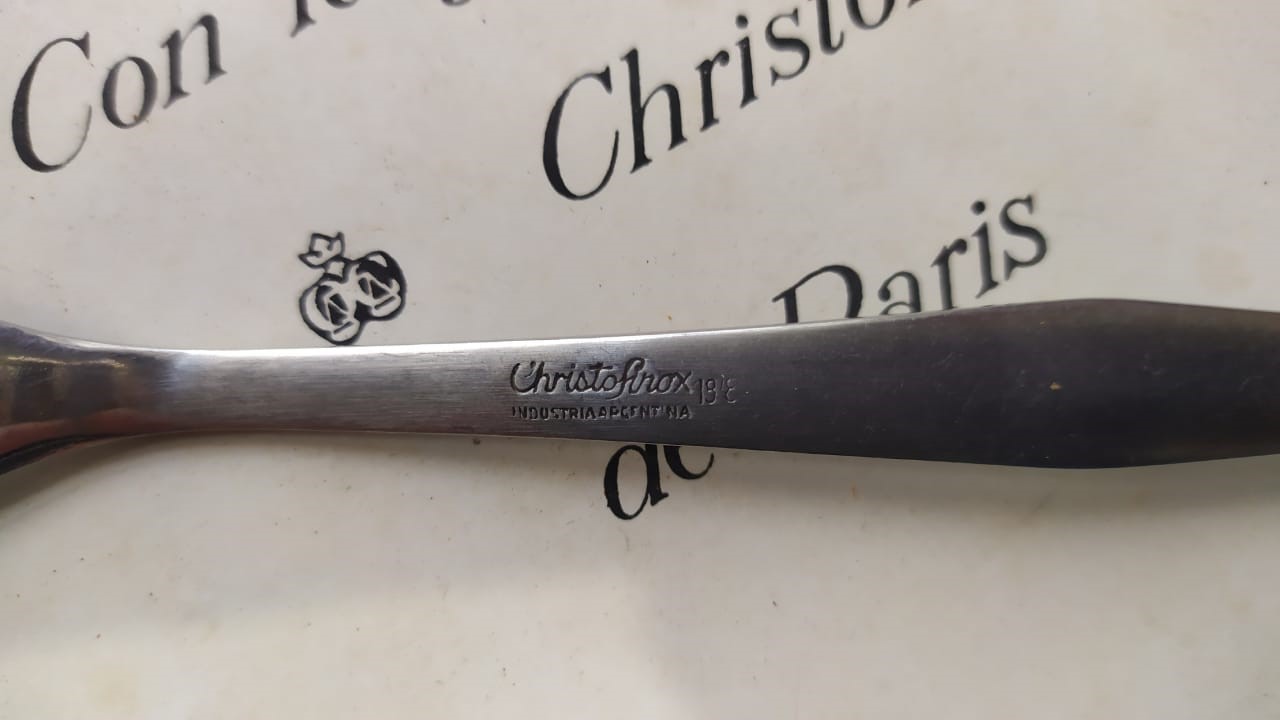 Con
Christo
Paris
Christofinox 18/8
INDUSTRIA ARGENTINA
de